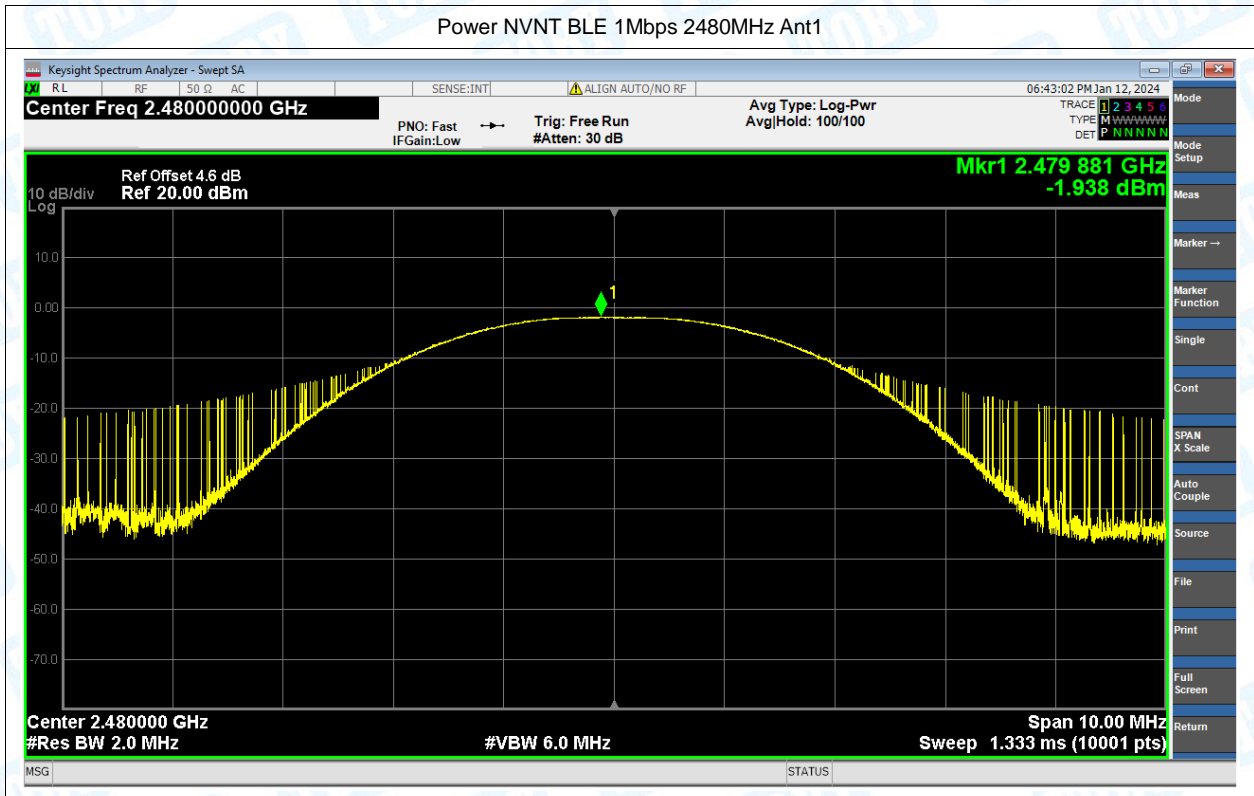 Power NVNT BLE 1Mbps 2480MHz Ant1
Keysight Spectrum Analyzer - Swept SA
LXI RL RF 50 Ω AC SENSE:INT ALIGN AUTO/NO RF 06:43:02 PM Jan 12, 2024
Center Freq 2.480000000 GHz
PNO: Fast
IFGain:Low
Trig: Free Run
#Atten: 30 dB
Avg Type: Log-Pwr
Avg|Hold: 100/100
TRACE 1 2 3 4 5 6
TYPE M WWWWW
DET P N N N N N
Mkr1 2.479 881 GHz
-1.938 dBm
Ref Offset 4.6 dB
10 dB/div Ref 20.00 dBm
Log
10.0
0.00
-10.0
-20.0
-30.0
-40.0
-50.0
-60.0
-70.0
1
Center 2.480000 GHz Span 10.00 MHz
#Res BW 2.0 MHz #VBW 6.0 MHz Sweep 1.333 ms (10001 pts)
MSG STATUS
Mode
Mode
Setup
Meas
Marker →
Marker
Function
Single
Cont
SPAN
X Scale
Auto
Couple
Source
File
Print
Full
Screen
Return
TOBY